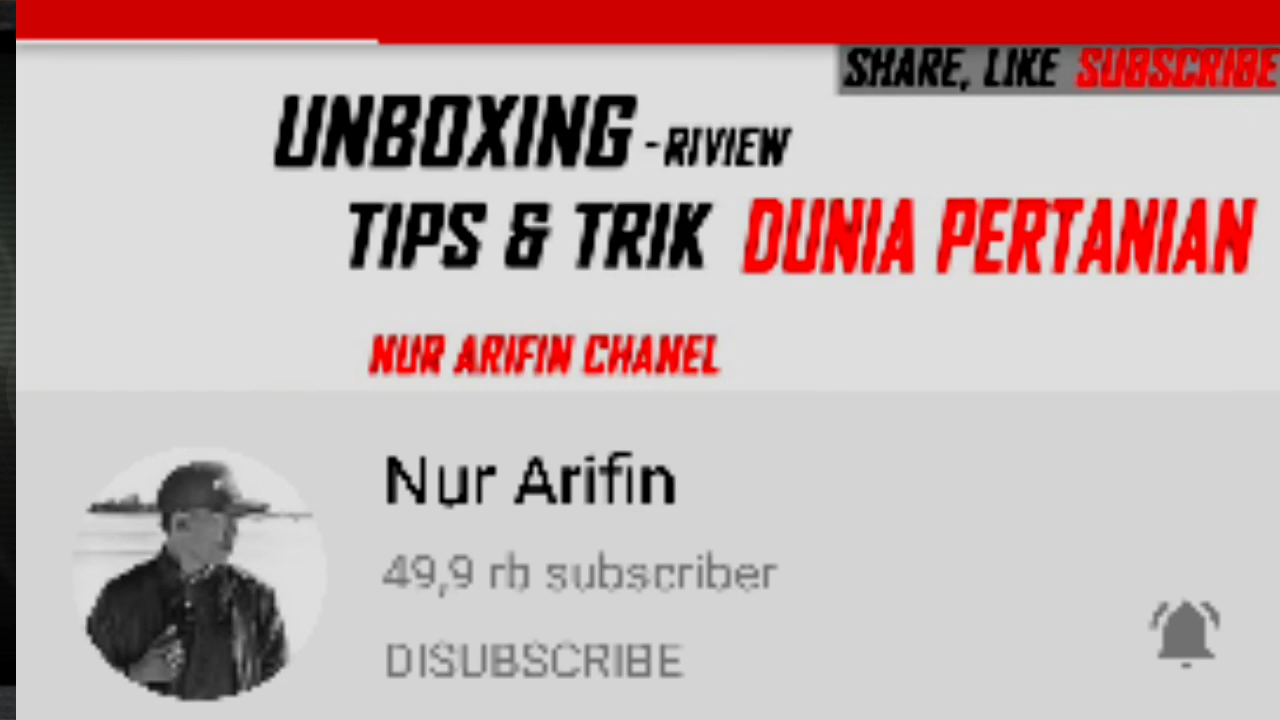 SHARE, LIKE SUBSCRIBE
UNBOXING -RIVIEW
TIPS & TRIK DUNIA PERTANIAN
NUR ARIFIN CHANEL
Nur Arifin
49,9 rb subscriber
DISUBSCRIBE